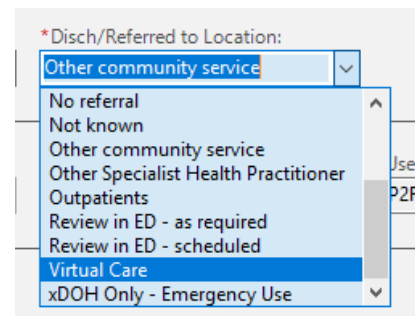 *Disch/Referred to Location:
Other community service
No referral
Not known
Other community service
Other Specialist Health Practitioner
Outpatients
Review in ED - as required
Review in ED - scheduled
Virtual Care
xDOH Only - Emergency Use